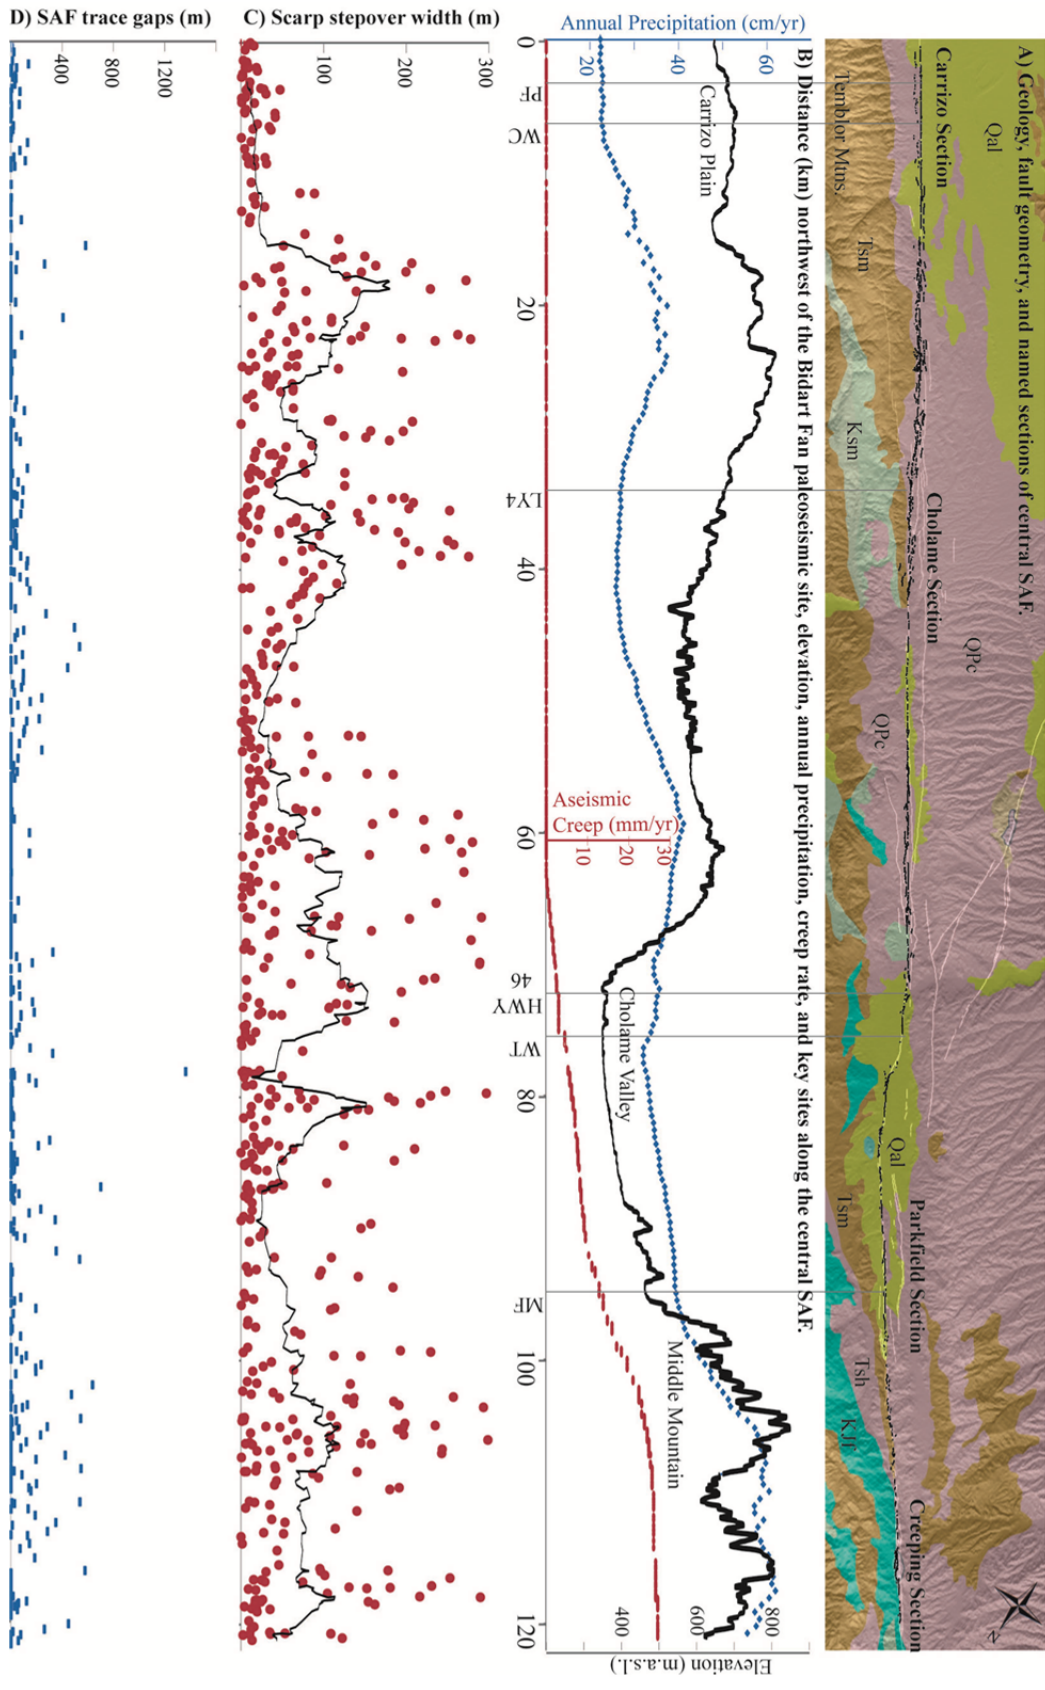 A) Geology, fault geometry, and named sections of central SAF.
Qal
Carrizo Section
Temblor Mtns.
Tsm
Ksm
Cholame Section
QPc
QPc
Qal
Tsm
Parkfield Section
Tsh
KJf
Creeping Section
N
B) Distance (km) northwest of the Bidart Fan paleoseismic site, elevation, annual precipitation, creep rate, and key sites along the central SAF.
Annual Precipitation (cm/yr)
20
40
60
Carrizo Plain
Cholame Valley
Middle Mountain
Aseismic
Creep (mm/yr)
10
20
30
400
600
800
Elevation (m.a.s.l.)
0
20
40
60
80
100
120
PF
WC
LY4
HWY
46
WT
MF
C) Scarp stepover width (m)
100
200
300
D) SAF trace gaps (m)
400
800
1200